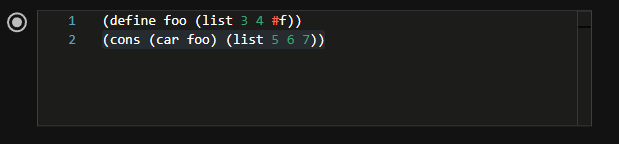 1 (define foo (list 3 4 #f))
2 (cons (car foo) (list 5 6 7))